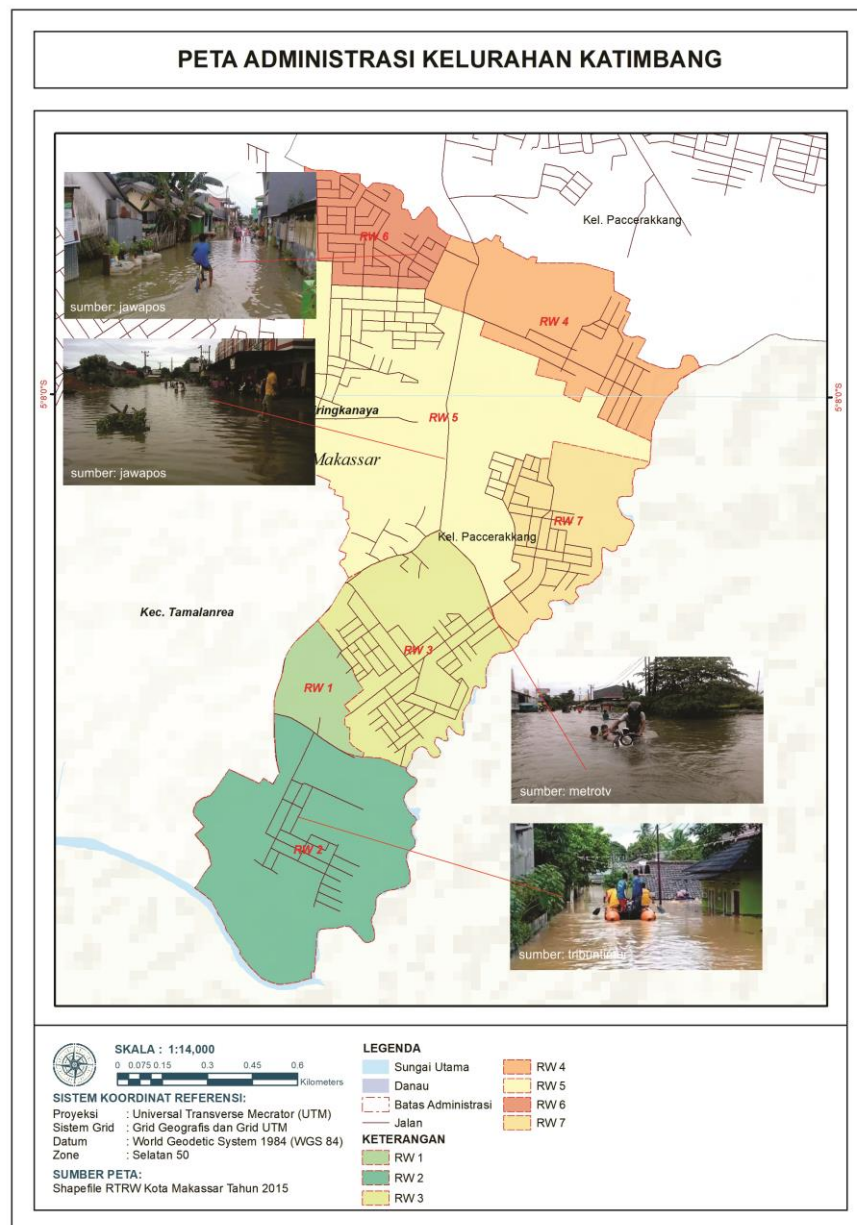 PETA ADMINISTRASI KELURAHAN KATIMBANG
Kel. Paccerakkang
RW 6
sumber: jawapos
RW 4
5°8'0"S
5°8'0"S
ringkanaya
RW 5
Makassar
sumber: jawapos
RW 7
Kel. Paccerakkang
Kec. Tamalanrea
RW 3
RW 1
sumber: metrotv
RW 2
sumber: tribuntimur
SKALA : 1:14,000
0 0.075 0.15 0.3 0.45 0.6
Kilometers
SISTEM KOORDINAT REFERENSI:
Proyeksi : Universal Transverse Mecrator (UTM)
Sistem Grid : Grid Geografis dan Grid UTM
Datum : World Geodetic System 1984 (WGS 84)
Zone : Selatan 50
SUMBER PETA:
Shapefile RTRW Kota Makassar Tahun 2015
LEGENDA
Sungai Utama
Danau
Batas Administrasi
Jalan
KETERANGAN
RW 1
RW 2
RW 3
RW 4
RW 5
RW 6
RW 7